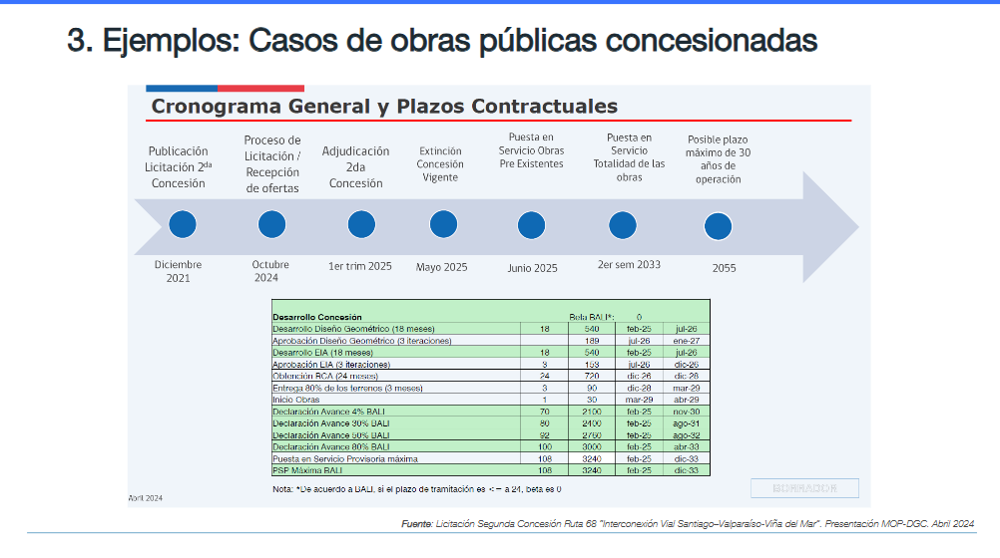 3. Ejemplos: Casos de obras públicas concesionadas
Cronograma General y Plazos Contractuales
Publicación
Licitación 2da
Concesión
Proceso de
Licitación /
Recepción
de ofertas
Adjudicación
2da
Concesión
Extinción
Concesión
Vigente
Puesta en
Servicio Obras
Pre Existentes
Puesta en
Servicio
Totalidad de las
obras
Posible plazo
máximo de 30
años de
operación
Diciembre
2021
Octubre
2024
1er trim 2025
Mayo 2025
Junio 2025
2er sem 2033
2055
Desarrollo Concesión Beta BALI*: 0
Desarrollo Diseño Geométrico (18 meses) 18 540 feb-25 jul-26
Aprobación Diseño Geométrico (3 iteraciones) 189 jul-26 ene-27
Desarrollo EIA (18 meses) 18 540 feb-25 jul-26
Aprobación EIA (3 iteraciones) 3 153 jul-26 dic-26
Obtención RCA (24 meses) 24 720 dic-26 dic-28
Entrega 80% de los terrenos (3 meses) 3 90 dic-28 mar-29
Inicio Obras 1 30 mar-29 abr-29
Declaración Avance 4% BALI 70 2100 feb-25 nov-30
Declaración Avance 30% BALI 80 2400 feb-25 ago-31
Declaración Avance 50% BALI 92 2760 feb-25 ago-32
Declaración Avance 80% BALI 100 3000 feb-25 abr-33
Puesta en Servicio Provisoria máxima 108 3240 feb-25 dic-33
PSP Máxima BALI 108 3240 feb-25 dic-33
Nota: *De acuerdo a BALI, si el plazo de tramitación es <= a 24, beta es 0
BORRADOR
Abril 2024
Fuente: Licitación Segunda Concesión Ruta 68 "Interconexión Vial Santiago–Valparaíso-Viña del Mar". Presentación MOP-DGC. Abril 2024